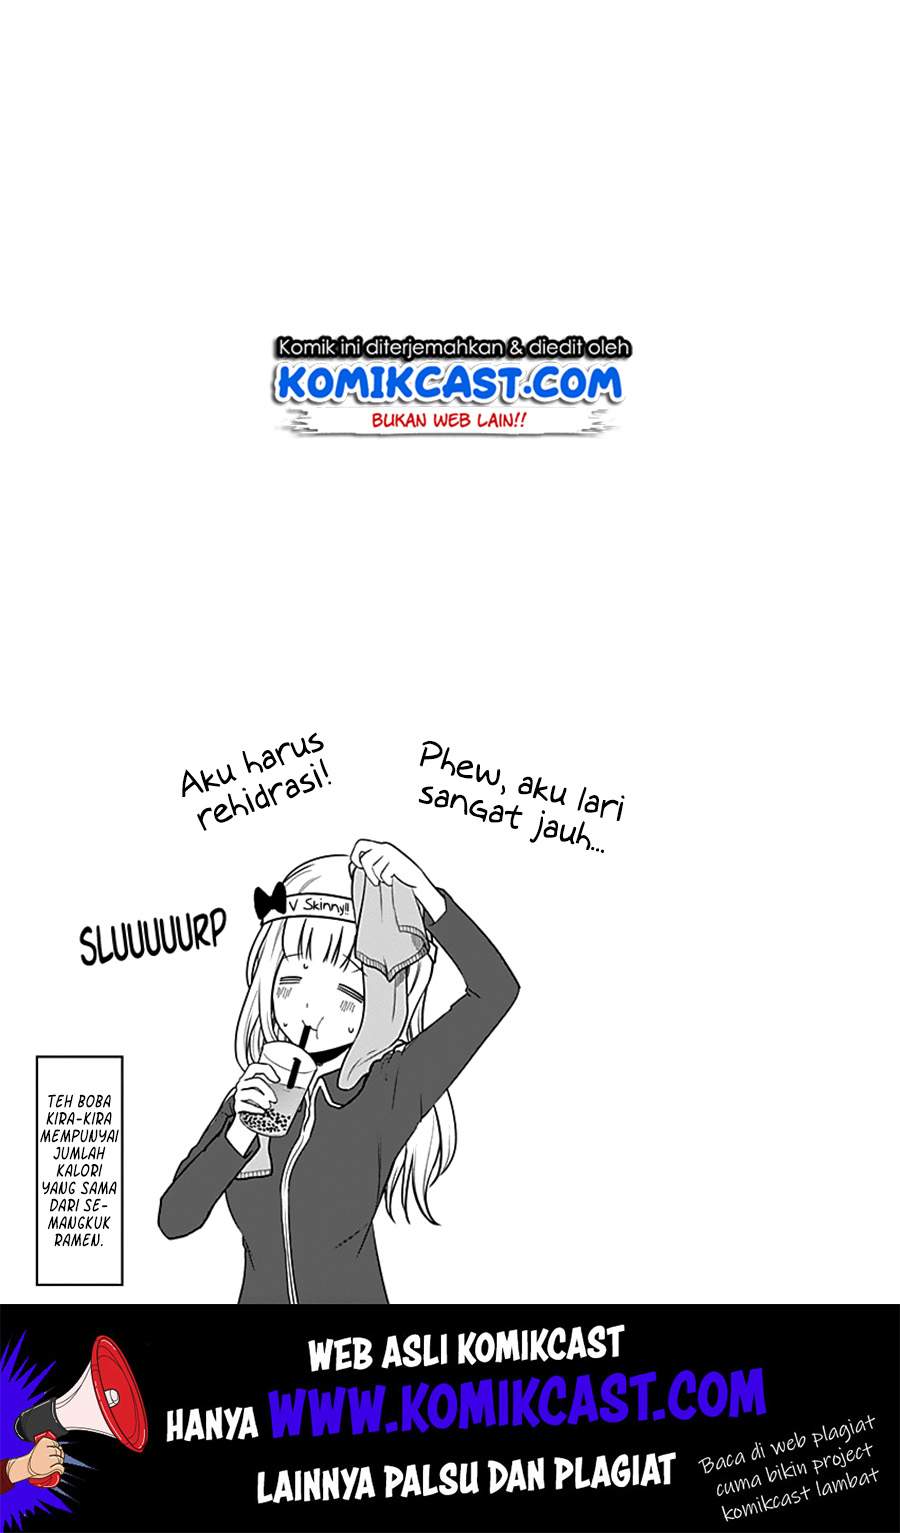 Komik ini diterjemahkan & diedit oleh
KOMIKCAST.COM
BUKAN WEB LAIN!!
Aku harus
rehidrasi!
Phew, aku lari
sangat jauh...
V Skinny!!
SLUUUUURP
TEH BOBA
KIRA-KIRA
MEMPUNYAI
JUMLAH
KALORI
YANG SAMA
DARI SE-
MANGKUK
RAMEN.
WEB ASLI KOMIKCAST
HANYA WWW.KOMIKCAST.COM
LAINNYA PALSU DAN PLAGIAT
Baca di web plagiat
cuma bikin project
komikcast lambat